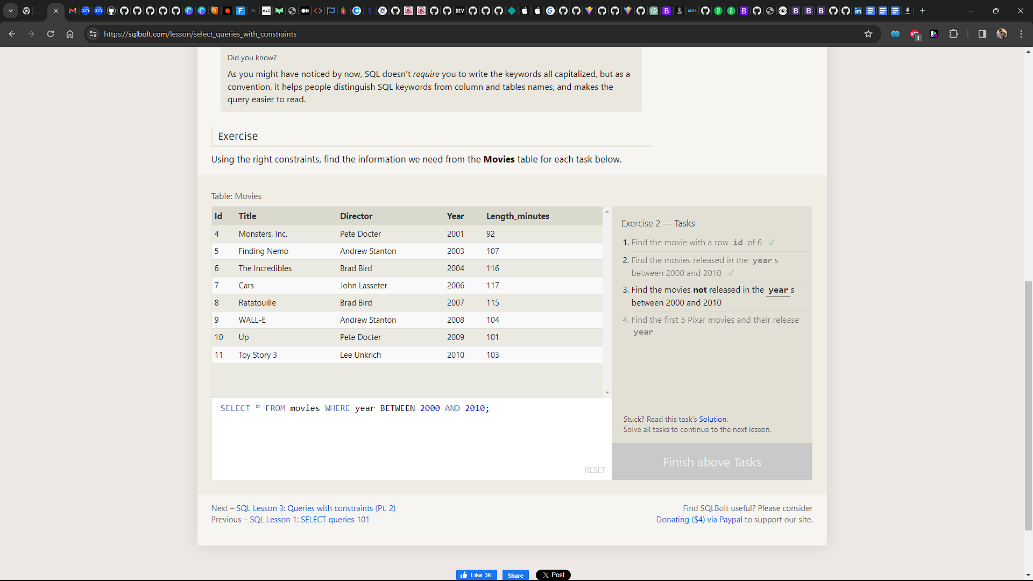 https://sqlbolt.com/lesson/select_queries_with_constraints
Did you know?
As you might have noticed by now, SQL doesn't require you to write the keywords all capitalized, but as a
convention, it helps people distinguish SQL keywords from column and tables names, and makes the
query easier to read.
Exercise
Using the right constraints, find the information we need from the Movies table for each task below.
Table: Movies
Id Title Director Year Length_minutes
4 Monsters, Inc. Pete Docter 2001 92
5 Finding Nemo Andrew Stanton 2003 107
6 The Incredibles Brad Bird 2004 116
7 Cars John Lasseter 2006 117
8 Ratatouille Brad Bird 2007 115
9 WALL-E Andrew Stanton 2008 104
10 Up Pete Docter 2009 101
11 Toy Story 3 Lee Unkrich 2010 103
SELECT * FROM movies WHERE year BETWEEN 2000 AND 2010;
RESET
Exercise 2 — Tasks
1. Find the movie with a row id of 6 ✓
2. Find the movies released in the year s
between 2000 and 2010 ✓
3. Find the movies not released in the year s
between 2000 and 2010
4. Find the first 5 Pixar movies and their release
year
Stuck? Read this task's Solution.
Solve all tasks to continue to the next lesson.
Finish above Tasks
Next – SQL Lesson 3: Queries with constraints (Pt. 2)
Previous – SQL Lesson 1: SELECT queries 101
Find SQLBolt useful? Please consider
Donating ($4) via Paypal to support our site.
Like 3K
Share
Post